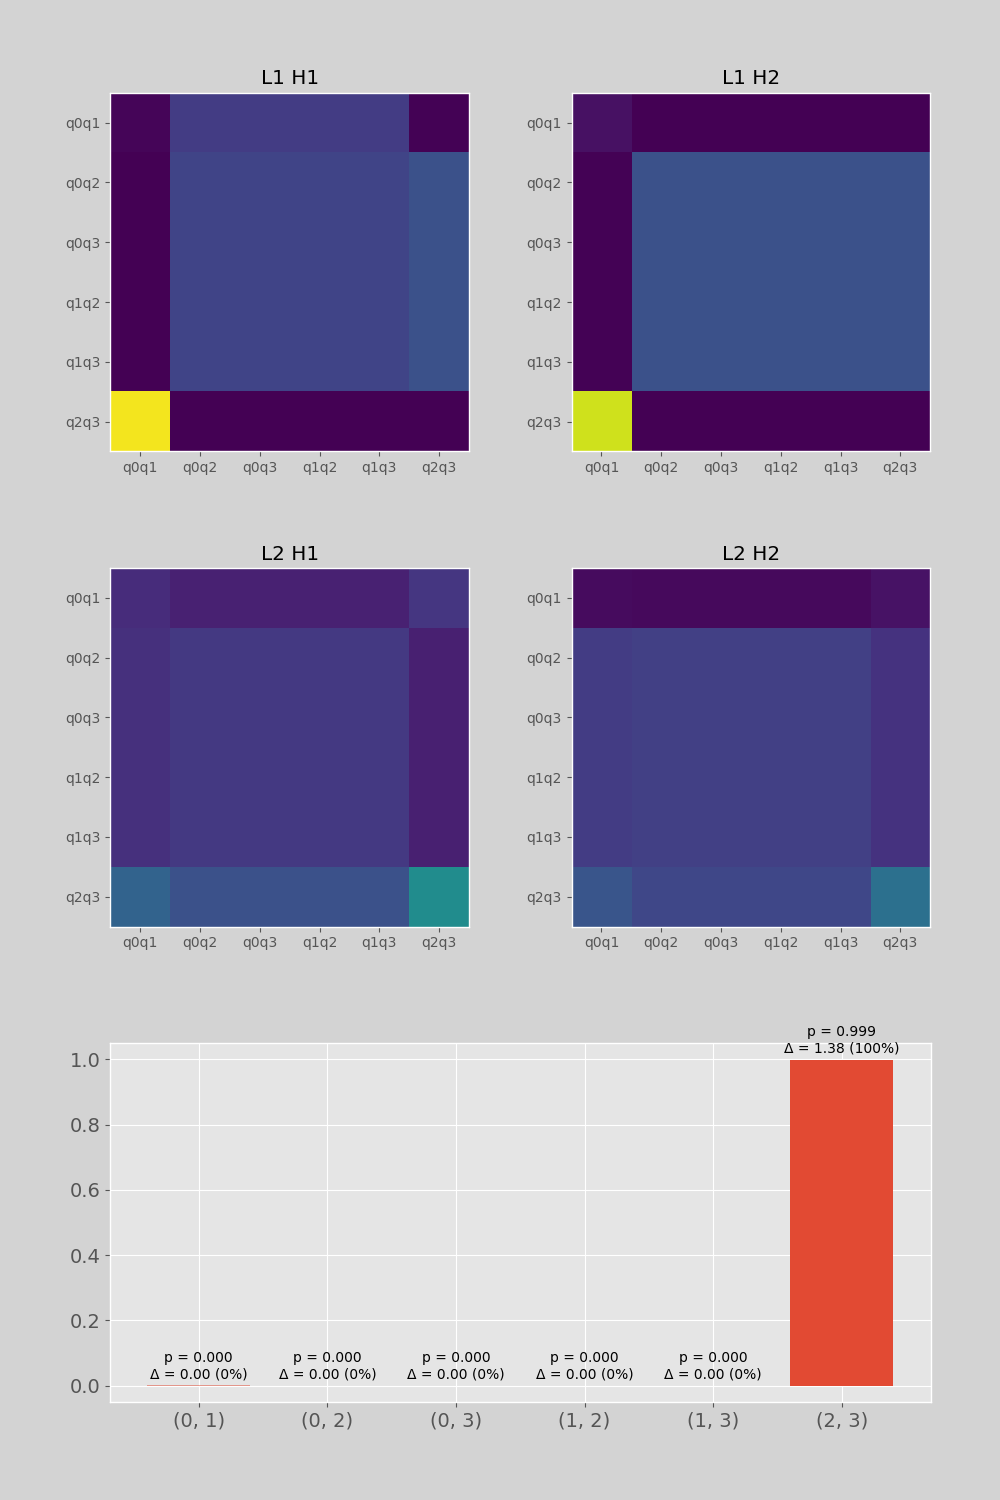 L1 H1
L1 H2
q0q1
q0q2
q0q3
q1q2
q1q3
q2q3
q0q1 q0q2 q0q3 q1q2 q1q3 q2q3
q0q1
q0q2
q0q3
q1q2
q1q3
q2q3
q0q1 q0q2 q0q3 q1q2 q1q3 q2q3
L2 H1
L2 H2
q0q1
q0q2
q0q3
q1q2
q1q3
q2q3
q0q1 q0q2 q0q3 q1q2 q1q3 q2q3
q0q1
q0q2
q0q3
q1q2
q1q3
q2q3
q0q1 q0q2 q0q3 q1q2 q1q3 q2q3
1.0
0.8
0.6
0.4
0.2
0.0
p = 0.000
Δ = 0.00 (0%)
p = 0.000
Δ = 0.00 (0%)
p = 0.000
Δ = 0.00 (0%)
p = 0.000
Δ = 0.00 (0%)
p = 0.000
Δ = 0.00 (0%)
p = 0.999
Δ = 1.38 (100%)
(0, 1) (0, 2) (0, 3) (1, 2) (1, 3) (2, 3)